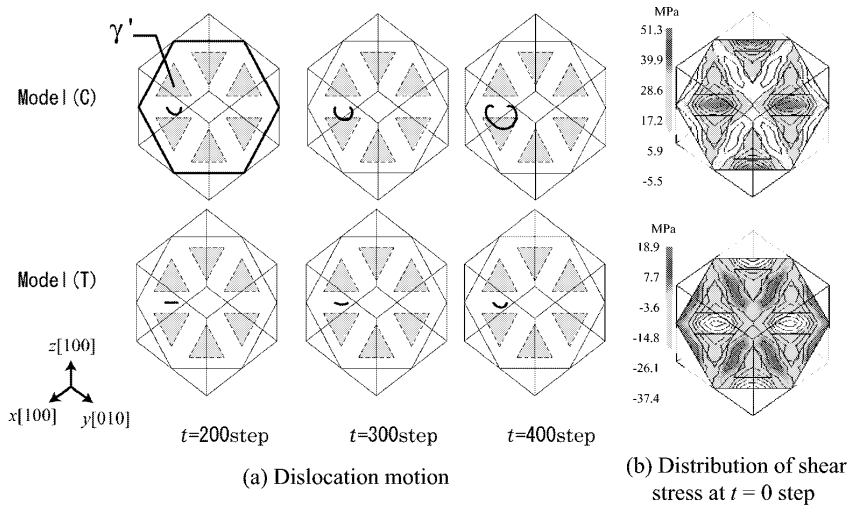 γ'
Model(C)
Model(T)
z[100]
x[100]
y[010]
t=200step
t=300step
t=400step
(a) Dislocation motion
MPa
51.3
39.9
28.6
17.2
5.9
-5.5
MPa
18.9
7.7
-3.6
-14.8
-26.1
-37.4
(b) Distribution of shear
stress at t = 0 step